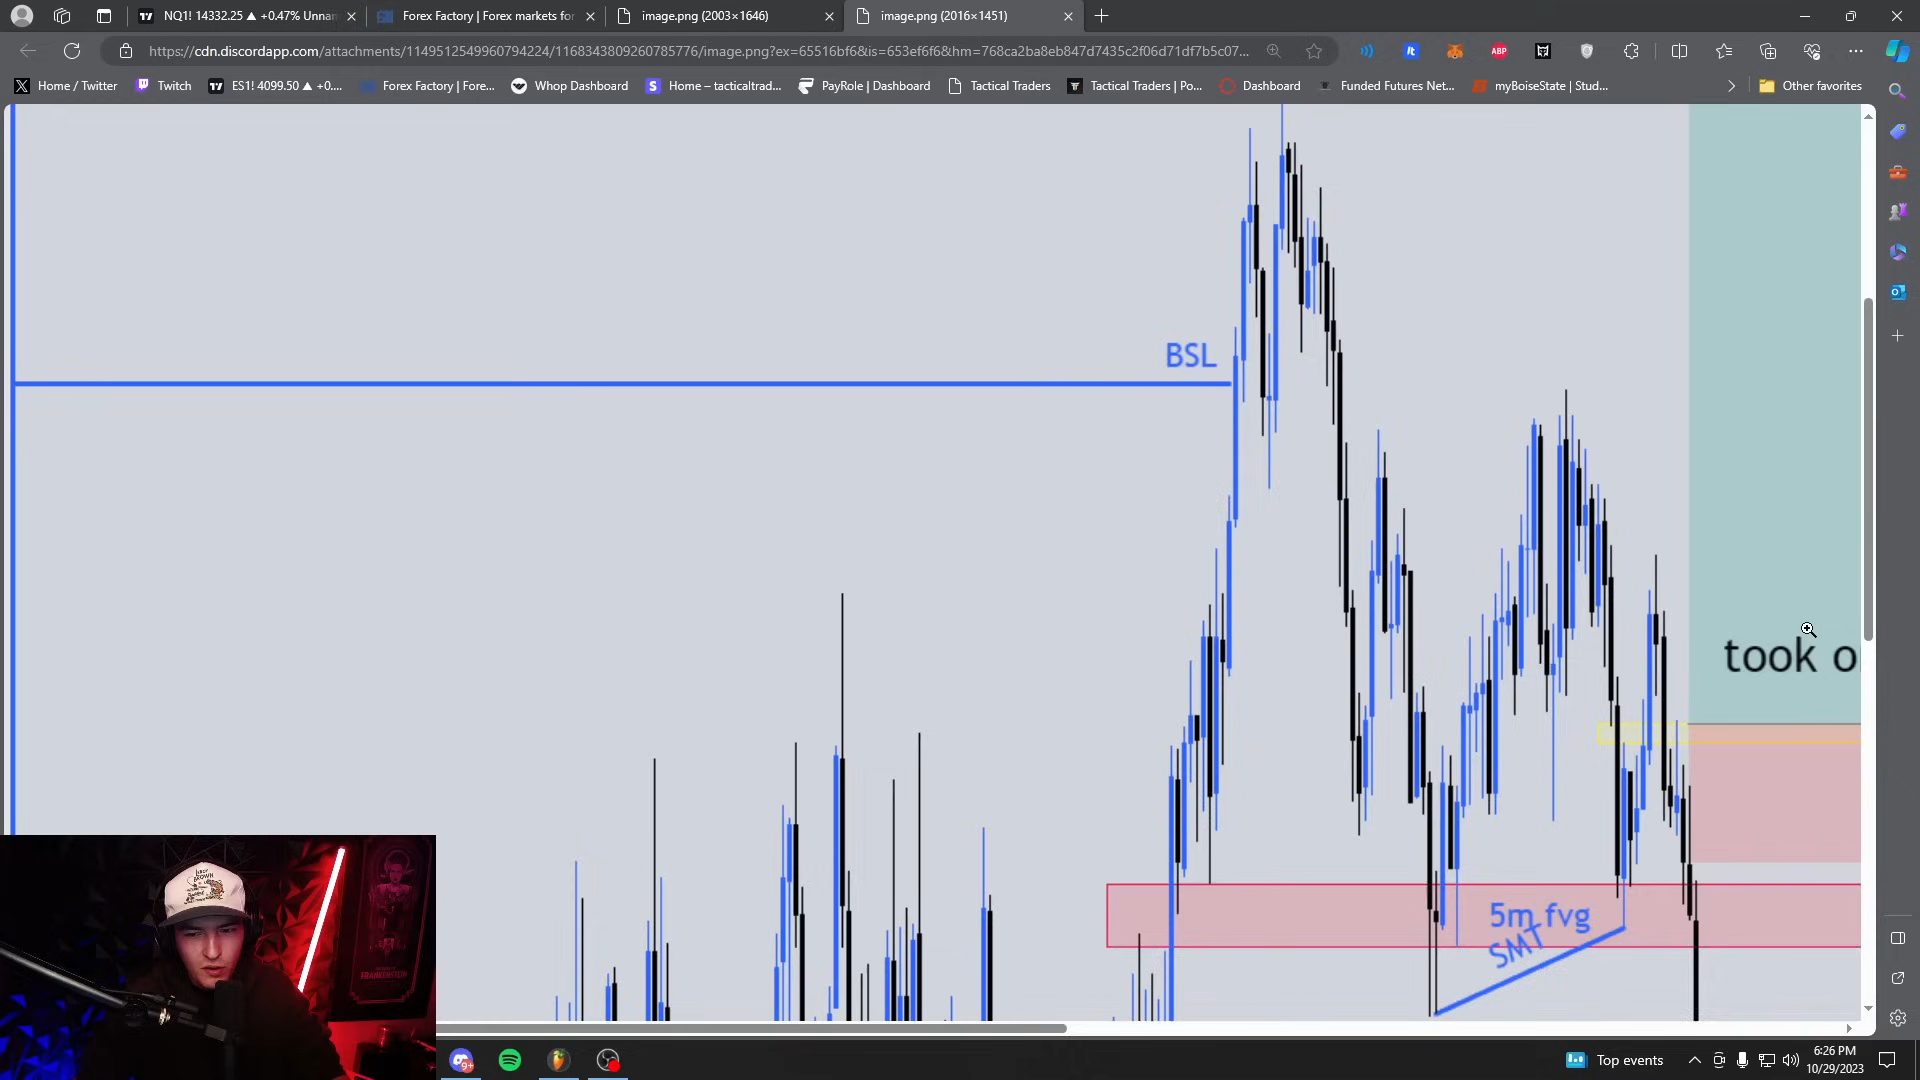 NQ1! 14332.25 ▲ +0.47% Unnan
Forex Factory | Forex markets for
image.png (2003×1646)
image.png (2016×1451)
https://cdn.discordapp.com/attachments/1149512549960794224/1168343809260785776/image.png?ex=65516bf6&is=653ef6f6&hm=768ca2ba8eb847d7435c2f06d71df7b5c07...
Home / Twitter
Twitch
ES1! 4099.50 ▲ +0....
Forex Factory | Fore...
Whop Dashboard
Home – tacticaltrad...
PayRole | Dashboard
Tactical Traders
Tactical Traders | Po...
Dashboard
Funded Futures Net...
myBoiseState | Stud...
Other favorites
BSL
took o
5m fvg
SMT
FRANKENSTEIN
9+
Top events
6:26 PM
10/29/2023